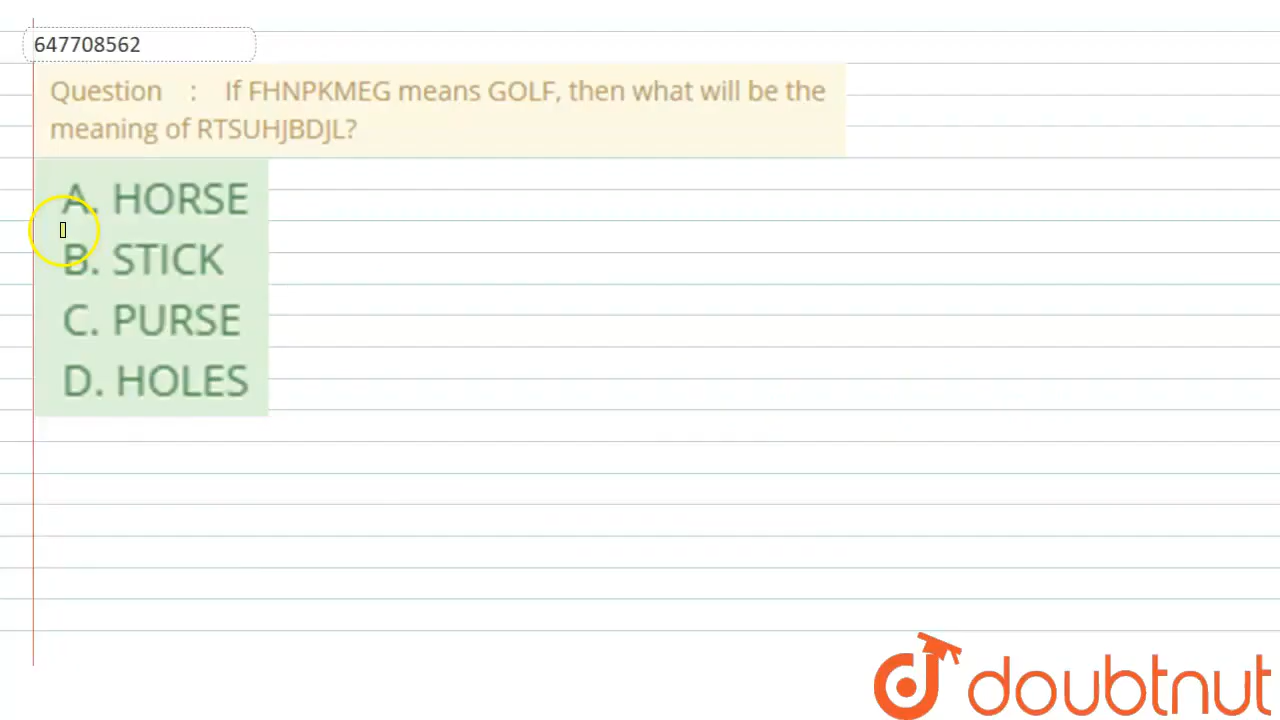 647708562
Question : If FHNPKMEG means GOLF, then what will be the
meaning of RTSUHJBDJL?
A. HORSE
B. STICK
C. PURSE
D. HOLES
doubtnut